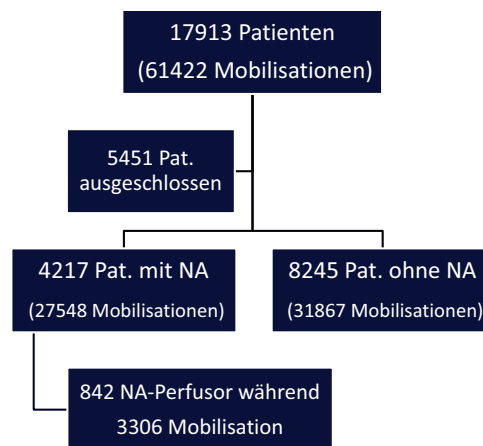 17913 Patienten
(61422 Mobilisationen)
5451 Pat.
ausgeschlossen
4217 Pat. mit NA
(27548 Mobilisationen)
8245 Pat. ohne NA
(31867 Mobilisationen)
842 NA-Perfusor während
3306 Mobilisation